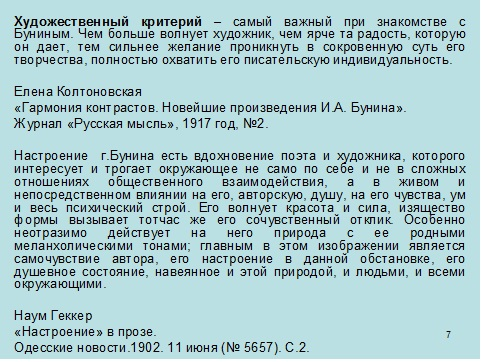 Художественный критерий – самый важный при знакомстве с
Буниным. Чем больше волнует художник, чем ярче та радость, которую
он дает, тем сильнее желание проникнуть в сокровенную суть его
творчества, полностью охватить его писательскую индивидуальность.
Елена Колтоновская
«Гармония контрастов. Новейшие произведения И.А. Бунина».
Журнал «Русская мысль», 1917 год, №2.
Настроение г.Бунина есть вдохновение поэта и художника, которого
интересует и трогает окружающее не само по себе и не в сложных
отношениях общественного взаимодействия, а в живом и
непосредственном влиянии на его, авторскую, душу, на его чувства, ум
и весь психический строй. Его волнует красота и сила, изящество
формы вызывает тотчас же его сочувственный отклик. Особенно
неотразимо действует на него природа с ее родными
меланхолическими тонами; главным в этом изображении является
самочувствие автора, его настроение в данной обстановке, его
душевное состояние, навеянное и этой природой, и людьми, и всеми
окружающими.
Наум Геккер
«Настроение» в прозе.
Одесские новости.1902. 11 июня (№ 5657). С.2.
7